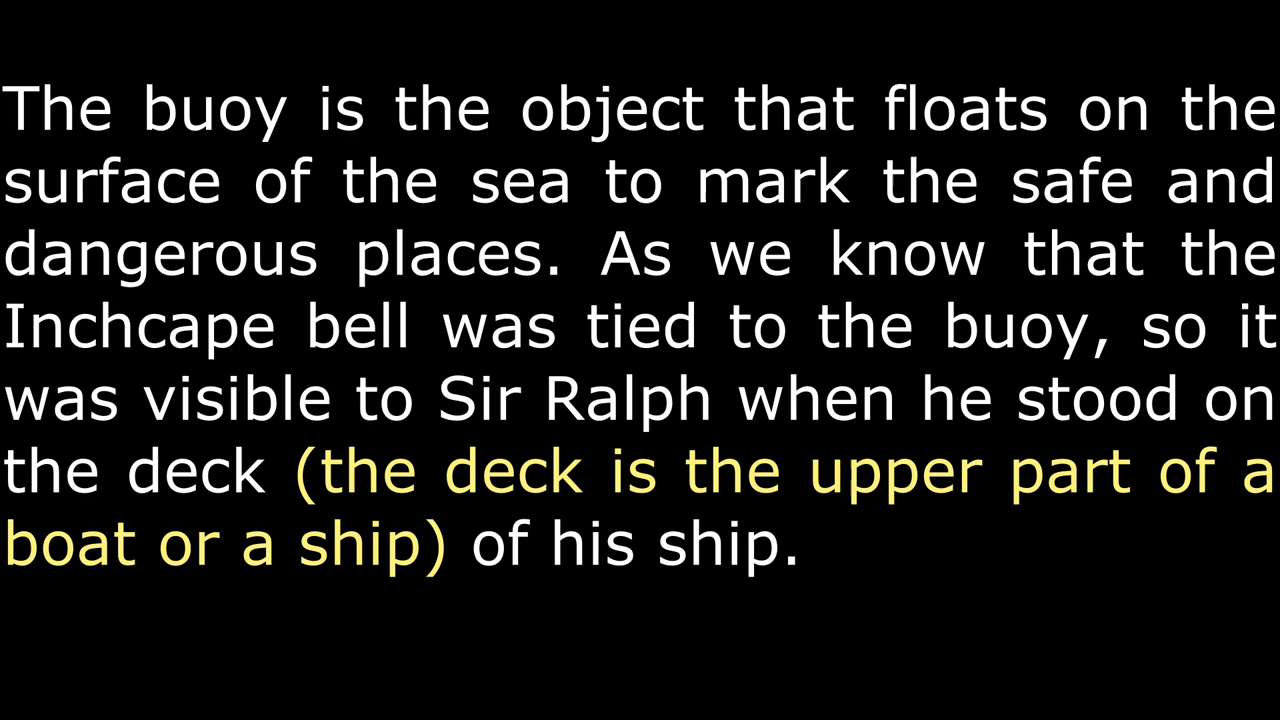 The buoy is the object that floats on the
surface of the sea to mark the safe and
dangerous places. As we know that the
Inchcape bell was tied to the buoy, so it
was visible to Sir Ralph when he stood on
the deck (the deck is the upper part of a
boat or a ship) of his ship.